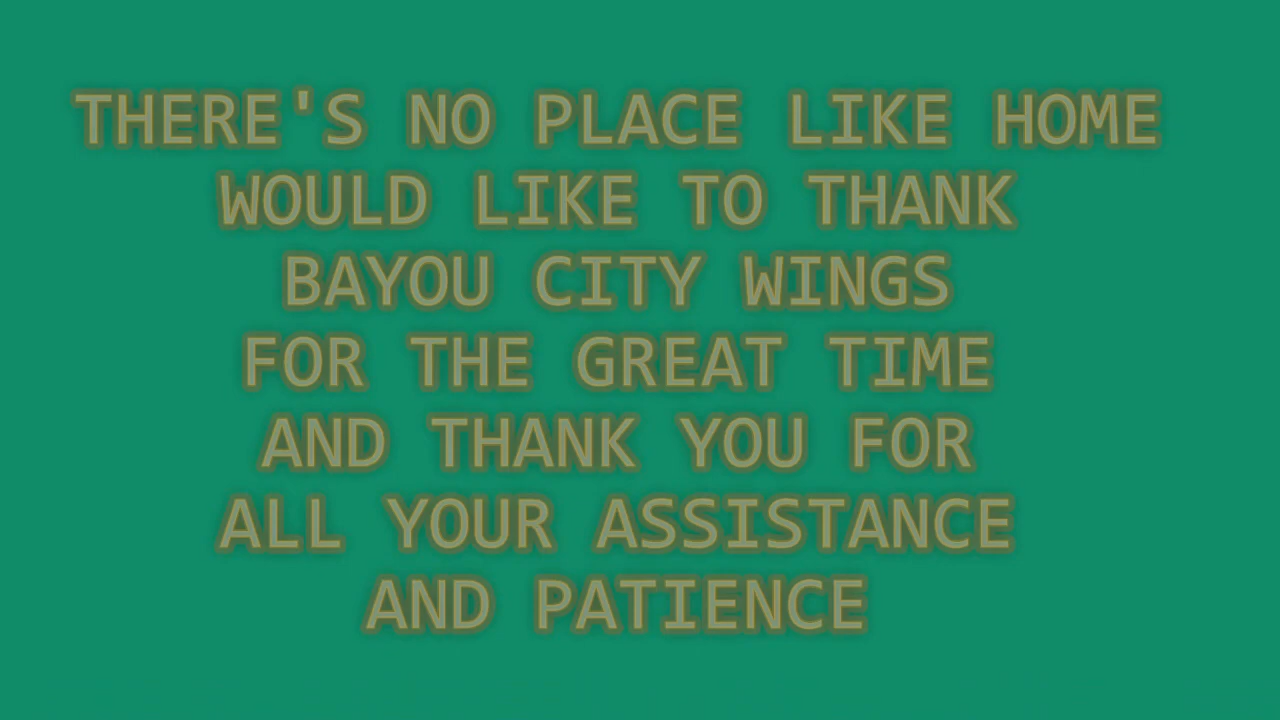 THERE'S NO PLACE LIKE HOME
WOULD LIKE TO THANK
BAYOU CITY WINGS
FOR THE GREAT TIME
AND THANK YOU FOR
ALL YOUR ASSISTANCE
AND PATIENCE